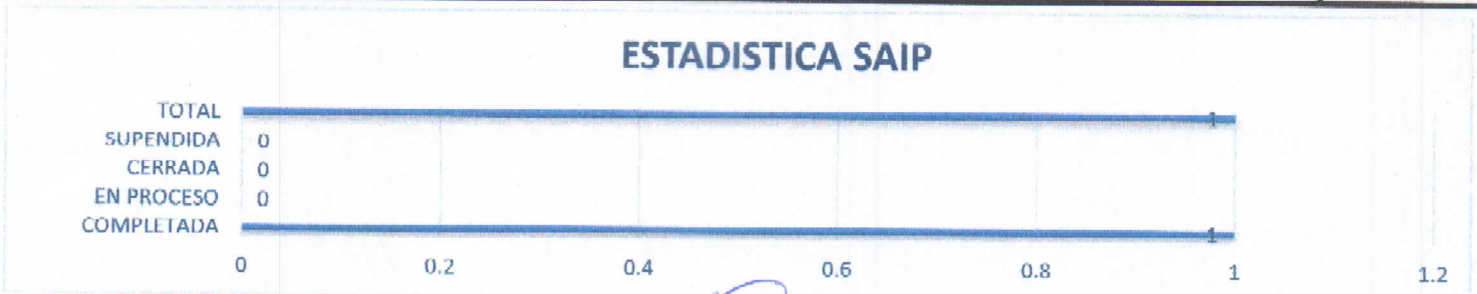 ESTADISTICA SAIP
TOTAL 1
SUPENDIDA 0
CERRADA 0
EN PROCESO 0
COMPLETADA 1
0 0.2 0.4 0.6 0.8 1 1.2